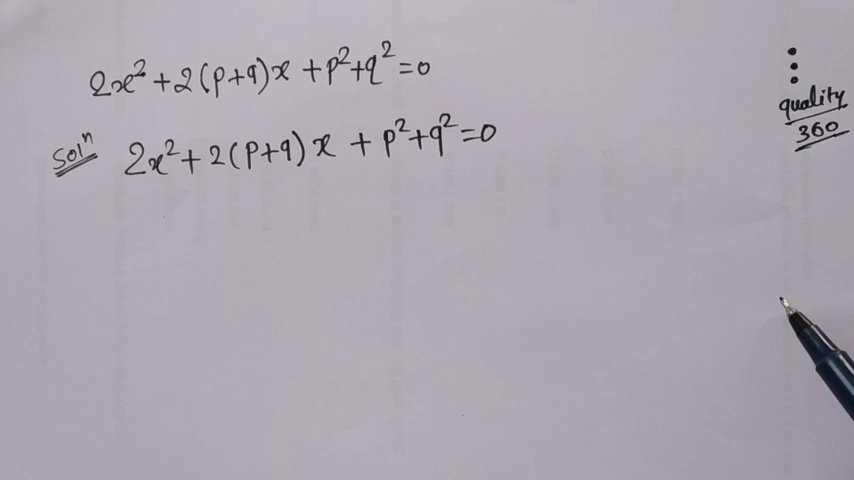 2x² + 2(p+q)x + p²+q² = 0
Solⁿ 2x² + 2(p+q)x + p²+q² = 0
quality
360